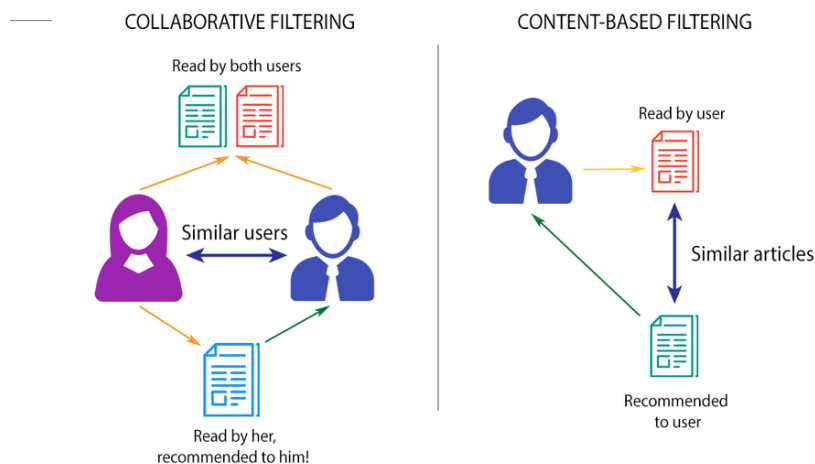 COLLABORATIVE FILTERING
Read by both users
Similar users
Read by her,
recommended to him!
CONTENT-BASED FILTERING
Read by user
Similar articles
Recommended
to user